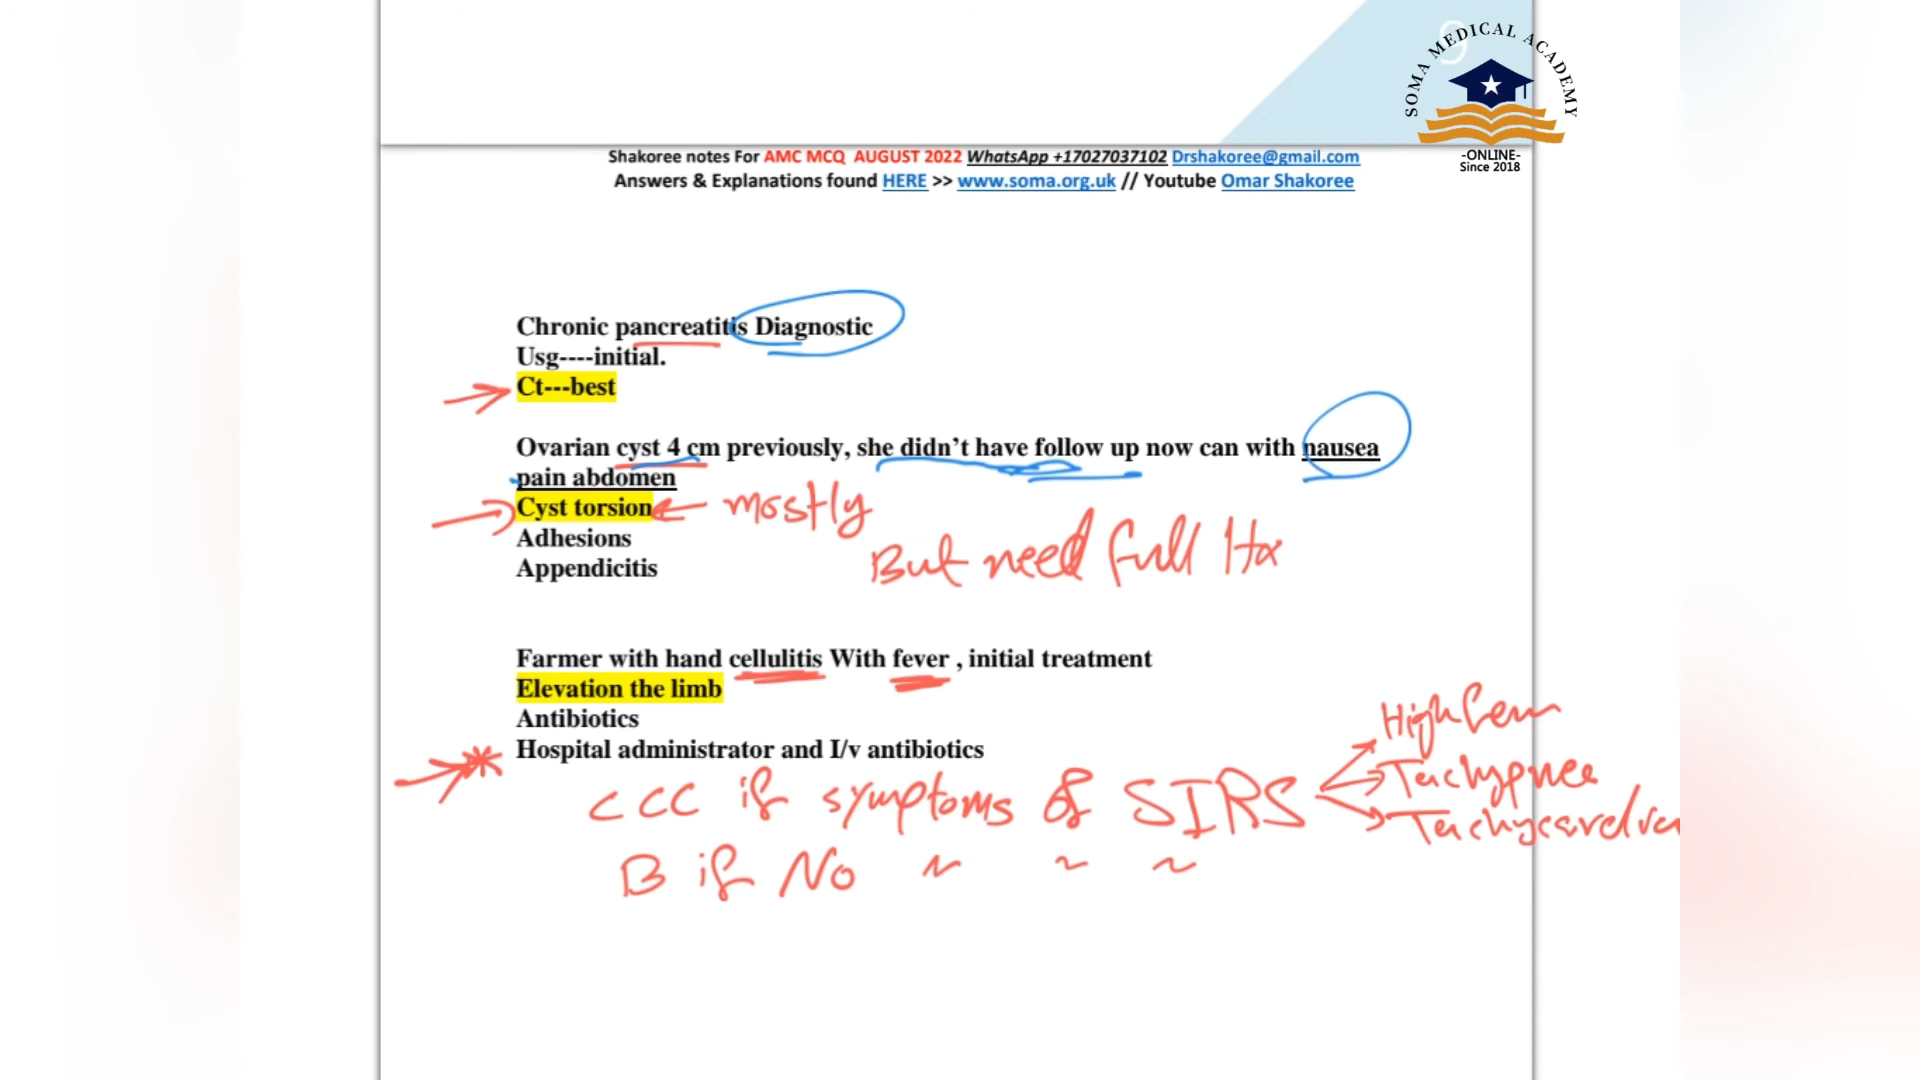 SOMA MEDICAL ACADEMY
-ONLINE-
Since 2018
Shakoree notes For AMC MCQ AUGUST 2022 WhatsApp +17027037102 Drshakoree@gmail.com
Answers & Explanations found HERE >> www.soma.org.uk // Youtube Omar Shakoree
Chronic pancreatitis Diagnostic
Usg----initial.
Ct---best
Ovarian cyst 4 cm previously, she didn't have follow up now can with nausea
pain abdomen
Cyst torsion mostly
Adhesions
But need full Hx
Appendicitis
Farmer with hand cellulitis With fever , initial treatment
Elevation the limb
Antibiotics
Hospital administrator and I/v antibiotics
High
CCC if symptoms of SIRS
Tachypnee
B if No ~ ~ ~